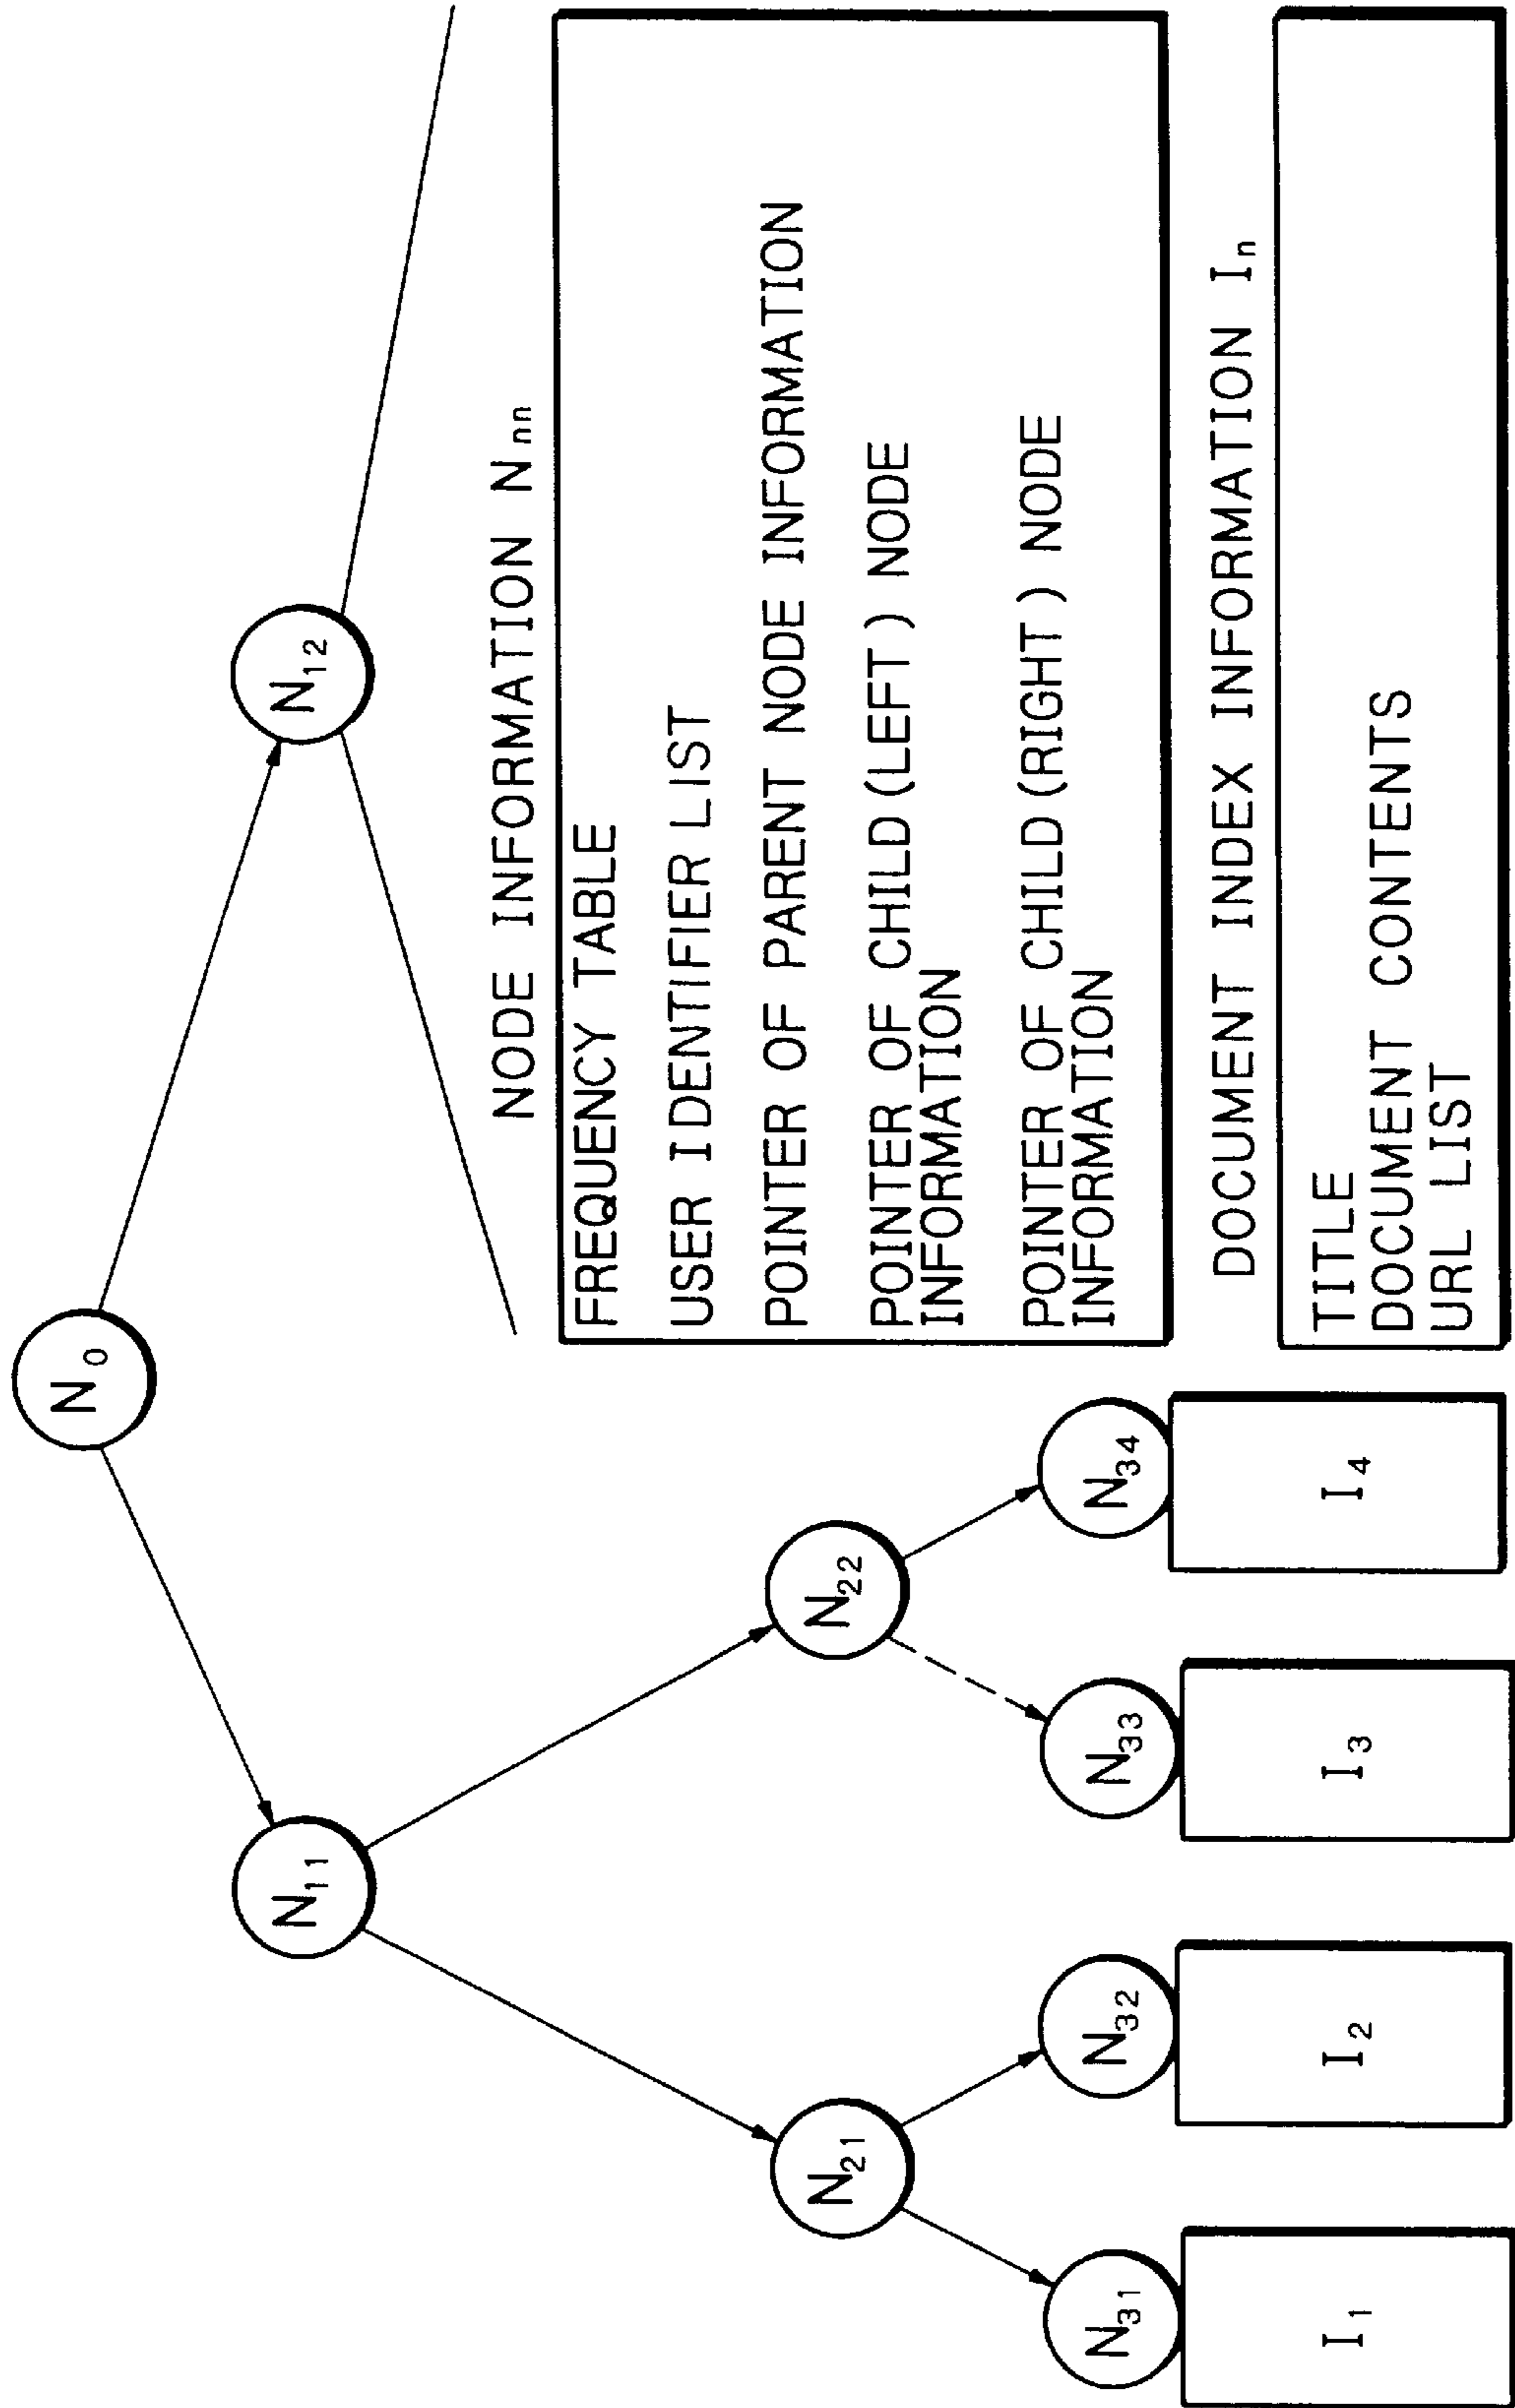 N0
N11
N12
N21
N22
N31
N32
N33
N34
I1
I2
I3
I4
NODE INFORMATION Nnn
FREQUENCY TABLE
USER IDENTIFIER LIST
POINTER OF PARENT NODE INFORMATION
POINTER OF CHILD (LEFT) NODE
INFORMATION
POINTER OF CHILD (RIGHT) NODE
INFORMATION
DOCUMENT INDEX INFORMATION In
TITLE
DOCUMENT CONTENTS
URL LIST